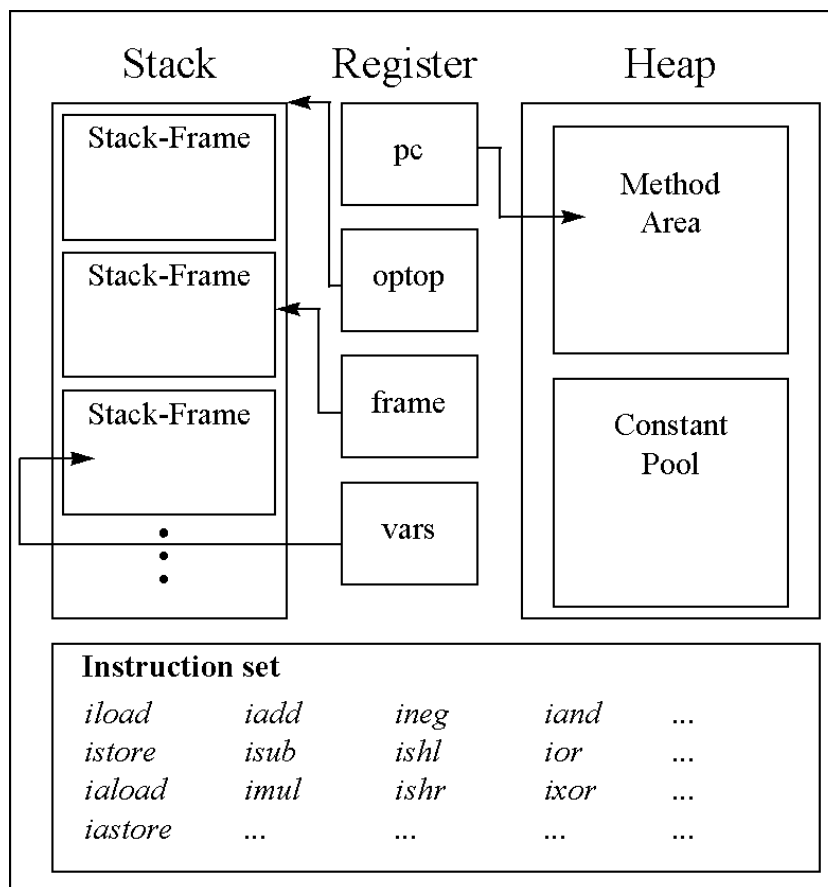 Stack Register Heap
Stack-Frame
Stack-Frame
Stack-Frame
pc
optop
frame
vars
Method
Area
Constant
Pool
Instruction set
iload iadd ineg iand ...
istore isub ishl ior ...
iaload imul ishr ixor ...
iastore ... ... ... ...